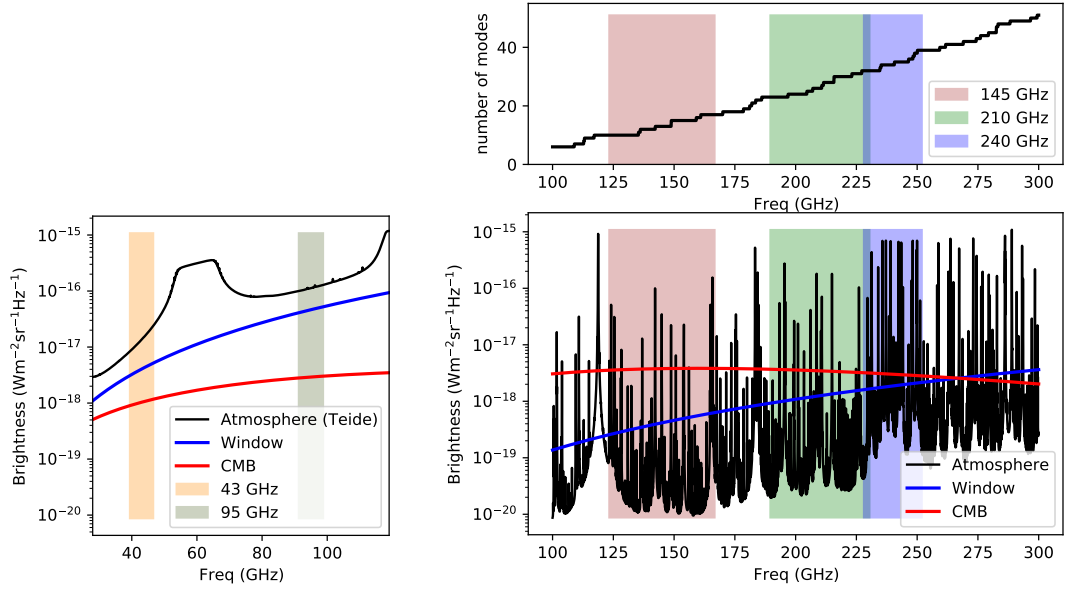 number of modes
40
20
0
100
125
150
175
200
225
250
275
300
Freq (GHz)
145 GHz
210 GHz
240 GHz
Brightness (Wm⁻²sr⁻¹Hz⁻¹)
10⁻¹⁵
10⁻¹⁶
10⁻¹⁷
10⁻¹⁸
10⁻¹⁹
10⁻²⁰
40
60
80
100
Freq (GHz)
Atmosphere (Teide)
Window
CMB
43 GHz
95 GHz
Brightness (Wm⁻²sr⁻¹Hz⁻¹)
10⁻¹⁵
10⁻¹⁶
10⁻¹⁷
10⁻¹⁸
10⁻¹⁹
10⁻²⁰
100
125
150
175
200
225
250
275
300
Freq (GHz)
Atmosphere
Window
CMB